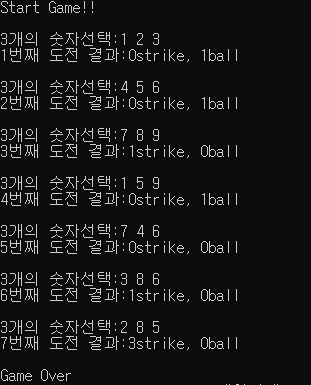 Start Game!!
3개의 숫자선택:1 2 3
1번째 도전 결과:0strike, 1ball
3개의 숫자선택:4 5 6
2번째 도전 결과:0strike, 1ball
3개의 숫자선택:7 8 9
3번째 도전 결과:1strike, 0ball
3개의 숫자선택:1 5 9
4번째 도전 결과:0strike, 1ball
3개의 숫자선택:7 4 6
5번째 도전 결과:0strike, 0ball
3개의 숫자선택:3 8 6
6번째 도전 결과:1strike, 0ball
3개의 숫자선택:2 8 5
7번째 도전 결과:3strike, 0ball
Game Over